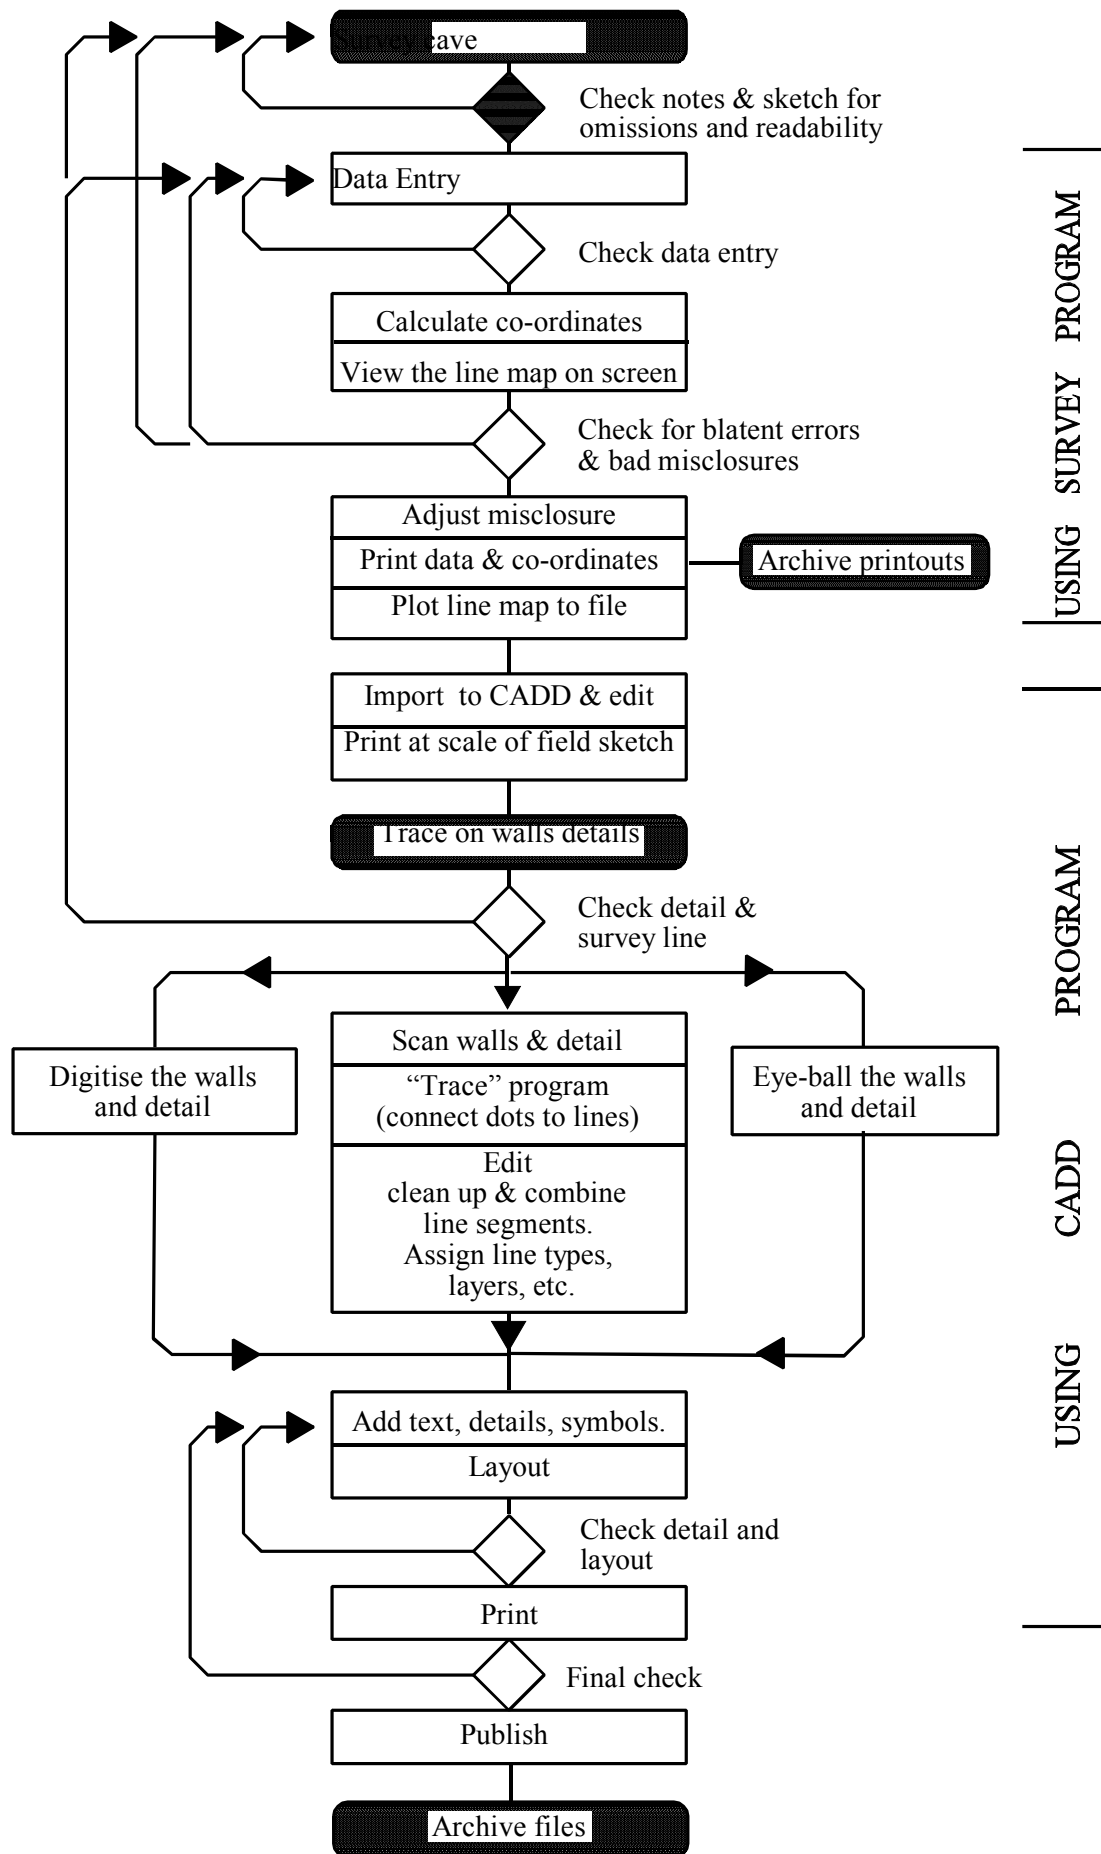 Survey cave
Check notes & sketch for
omissions and readability
Data Entry
Check data entry
Calculate co-ordinates
View the line map on screen
Check for blatent errors
& bad misclosures
Adjust misclosure
Print data & co-ordinates
Archive printouts
Plot line map to file
USING SURVEY PROGRAM
Import to CADD & edit
Print at scale of field sketch
Trace on walls details
Check detail &
survey line
Digitise the walls
and detail
Scan walls & detail
“Trace” program
(connect dots to lines)
Edit
clean up & combine
line segments.
Assign line types,
layers, etc.
Eye-ball the walls
and detail
Add text, details, symbols.
Layout
Check detail and
layout
Print
USING CADD PROGRAM
Final check
Publish
Archive files